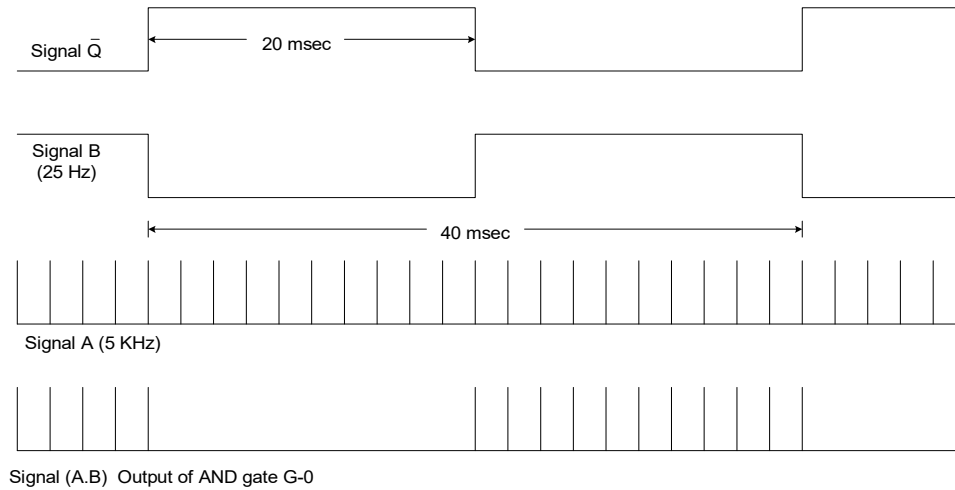 Signal Q̄
20 msec
Signal B
(25 Hz)
40 msec
Signal A (5 KHz)
Signal (A.B) Output of AND gate G-0